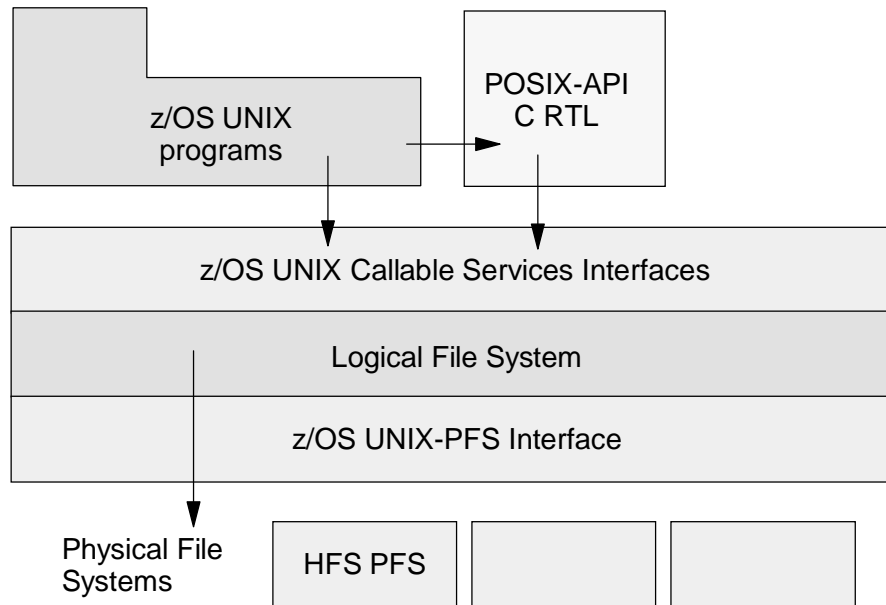 z/OS UNIX
programs
POSIX-API
C RTL
z/OS UNIX Callable Services Interfaces
Logical File System
z/OS UNIX-PFS Interface
Physical File
Systems
HFS PFS